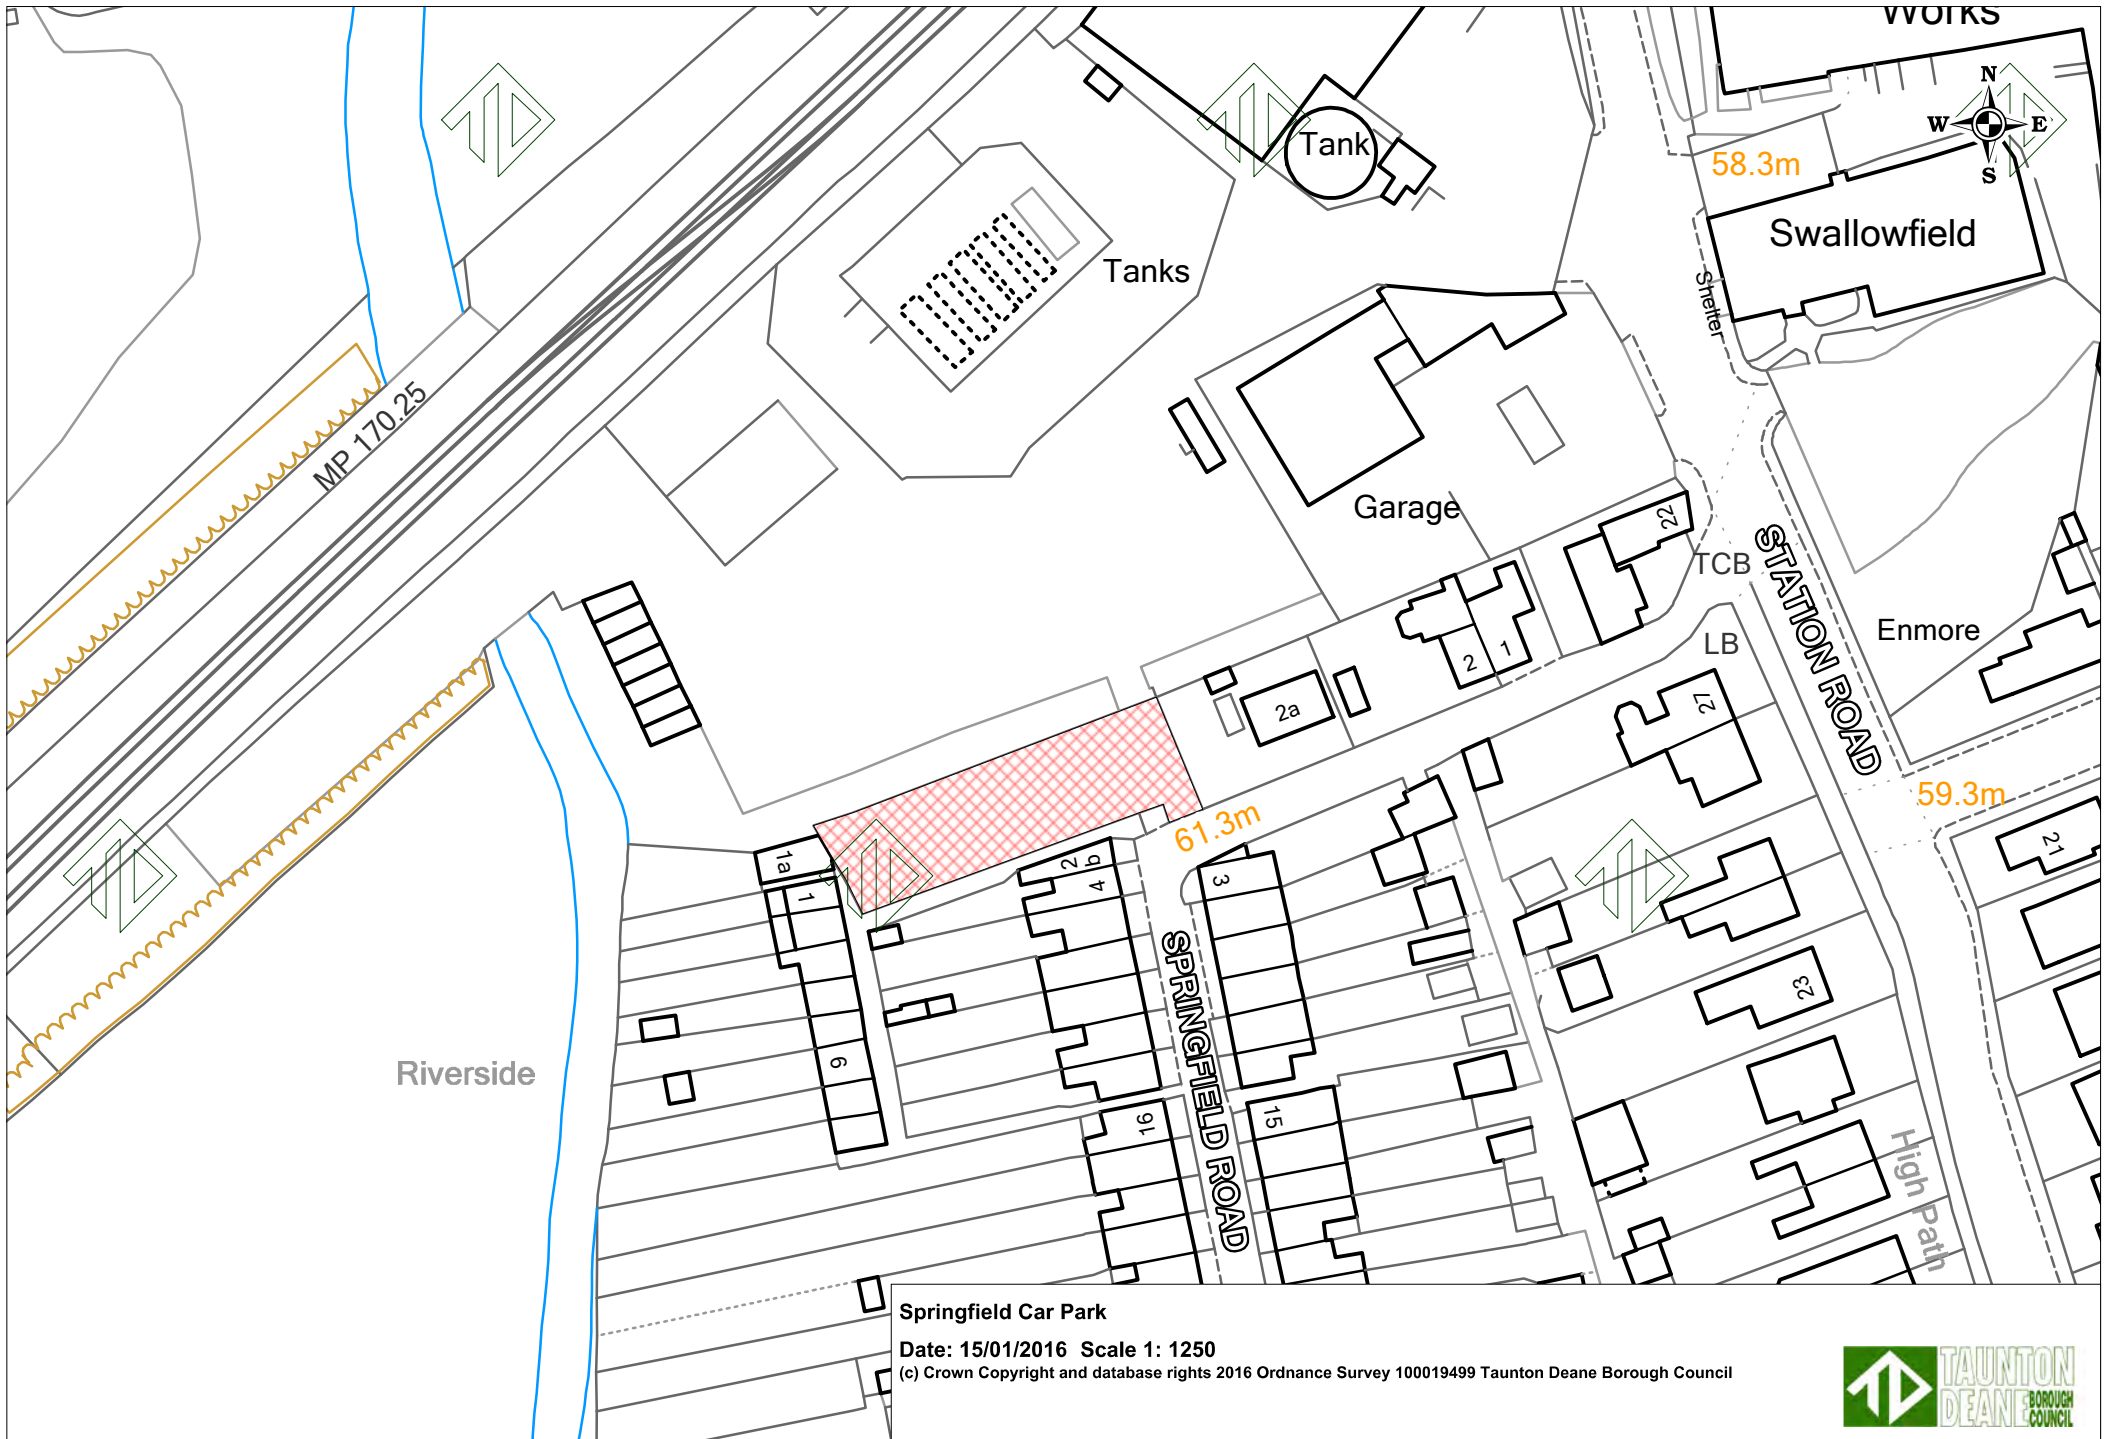 Works
N
W E
S
58.3m
Tank
Swallowfield
Tanks
Shelter
MP 170.25
Garage
22
TCB
STATION ROAD
Enmore
LB
1
2
2a
27
59.3m
61.3m
21
1a
1
2
b
4
3
SPRINGFIELD ROAD
23
Riverside
6
16
15
High Path
Springfield Car Park
Date: 15/01/2016 Scale 1: 1250
(c) Crown Copyright and database rights 2016 Ordnance Survey 100019499 Taunton Deane Borough Council
TAUNTON
DEANE BOROUGH
COUNCIL